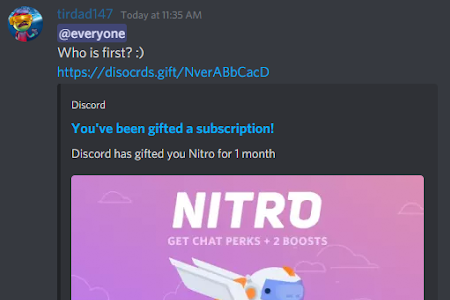 tirdad147 Today at 11:35 AM
@everyone
Who is first? :)
https://disocrds.gift/NverABbCacD
Discord
You've been gifted a subscription!
Discord has gifted you Nitro for 1 month
NITRO
GET CHAT PERKS + 2 BOOSTS